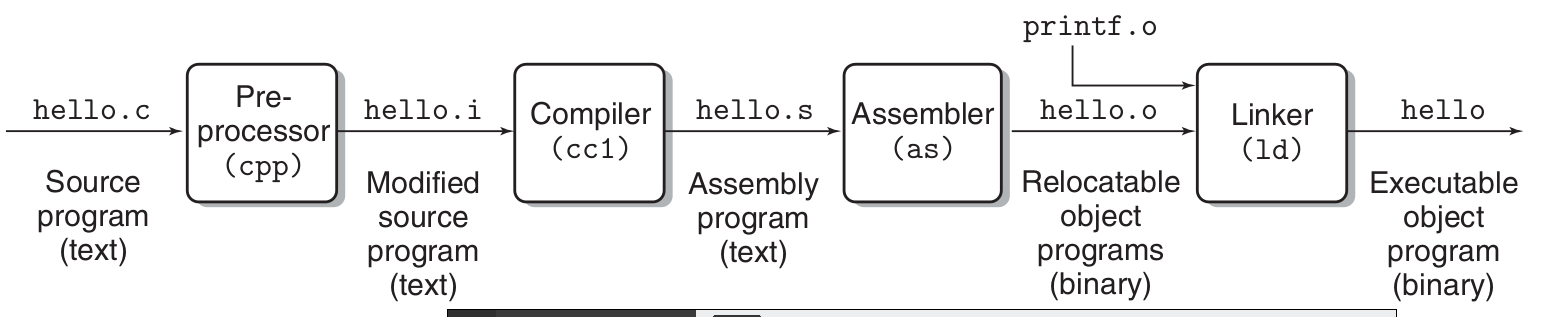 printf.o
hello.c
Pre-
processor
(cpp)
hello.i
Compiler
(cc1)
hello.s
Assembler
(as)
hello.o
Linker
(ld)
hello
Source
program
(text)
Modified
source
program
(text)
Assembly
program
(text)
Relocatable
object
programs
(binary)
Executable
object
program
(binary)